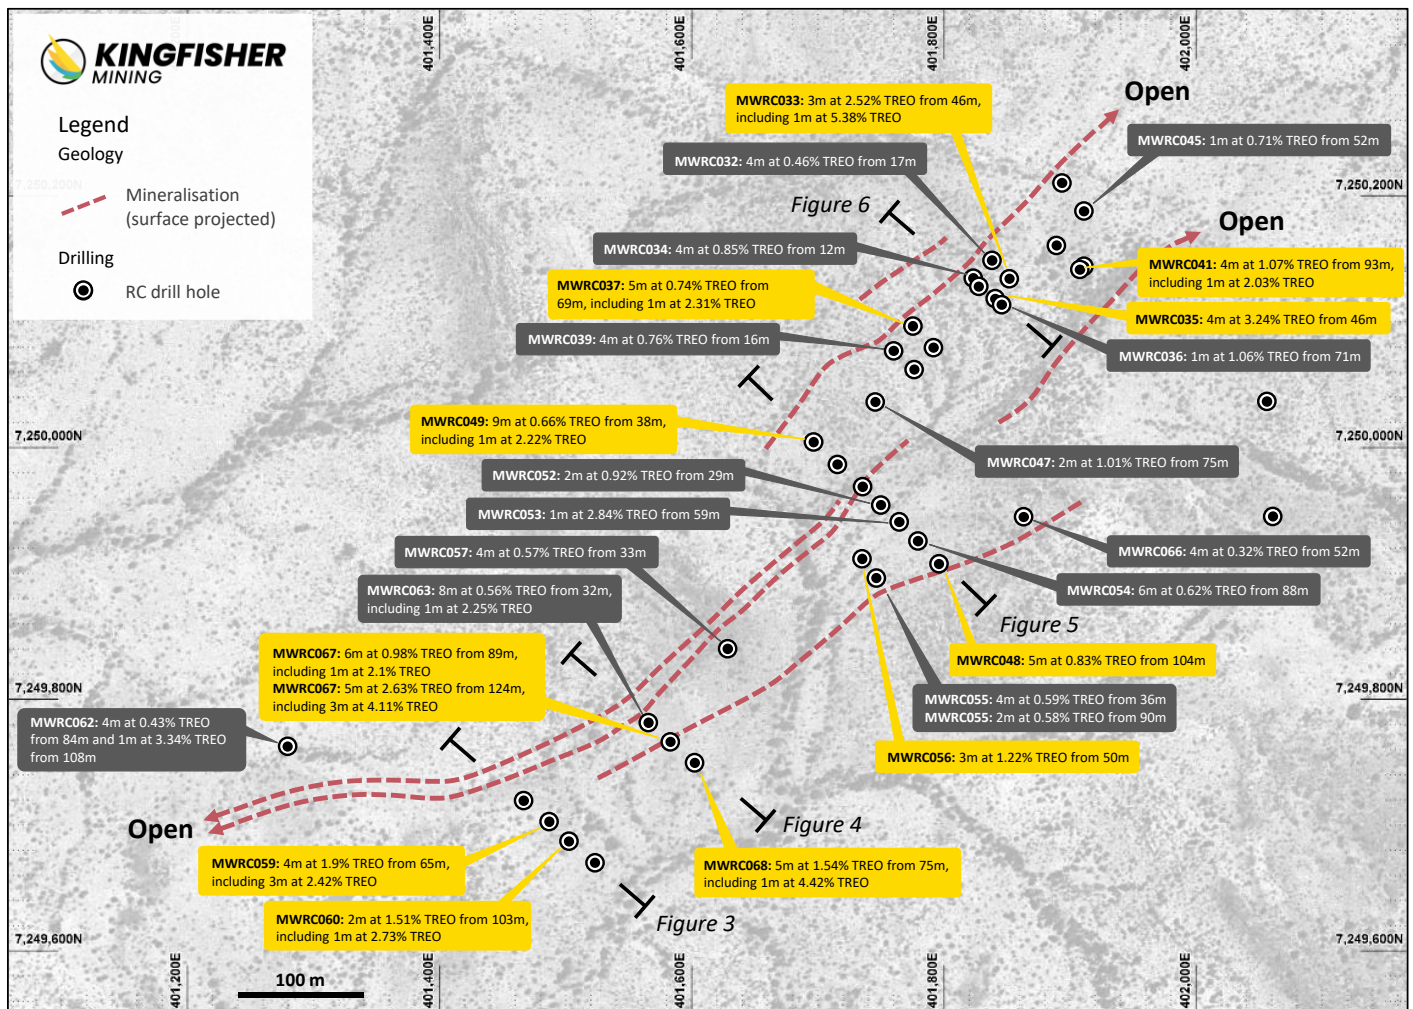 KINGFISHER
MINING
Legend
Geology
Mineralisation
(surface projected)
Drilling
RC drill hole
401,400E
401,600E
401,800E
402,000E
Open
MWRC033: 3m at 2.52% TREO from 46m,
including 1m at 5.38% TREO
MWRC045: 1m at 0.71% TREO from 52m
MWRC032: 4m at 0.46% TREO from 17m
7,250,200N
Figure 6
Open
MWRC034: 4m at 0.85% TREO from 12m
MWRC041: 4m at 1.07% TREO from 93m,
including 1m at 2.03% TREO
MWRC037: 5m at 0.74% TREO from
69m, including 1m at 2.31% TREO
MWRC035: 4m at 3.24% TREO from 46m
MWRC039: 4m at 0.76% TREO from 16m
MWRC036: 1m at 1.06% TREO from 71m
MWRC049: 9m at 0.66% TREO from 38m,
including 1m at 2.22% TREO
7,250,000N
7,250,000N
MWRC047: 2m at 1.01% TREO from 75m
MWRC052: 2m at 0.92% TREO from 29m
MWRC053: 1m at 2.84% TREO from 59m
MWRC057: 4m at 0.57% TREO from 33m
MWRC066: 4m at 0.32% TREO from 52m
MWRC063: 8m at 0.56% TREO from 32m,
including 1m at 2.25% TREO
MWRC054: 6m at 0.62% TREO from 88m
Figure 5
MWRC067: 6m at 0.98% TREO from 89m,
including 1m at 2.1% TREO
MWRC067: 5m at 2.63% TREO from 124m,
including 3m at 4.11% TREO
MWRC048: 5m at 0.83% TREO from 104m
7,249,800N
7,249,800N
MWRC055: 4m at 0.59% TREO from 36m
MWRC055: 2m at 0.58% TREO from 90m
MWRC062: 4m at 0.43% TREO
from 84m and 1m at 3.34% TREO
from 108m
MWRC056: 3m at 1.22% TREO from 50m
Open
Figure 4
MWRC059: 4m at 1.9% TREO from 65m,
including 3m at 2.42% TREO
MWRC068: 5m at 1.54% TREO from 75m,
including 1m at 4.42% TREO
MWRC060: 2m at 1.51% TREO from 103m,
including 1m at 2.73% TREO
Figure 3
7,249,600N
7,249,600N
100 m
401,200E
401,400E
401,600E
401,800E
402,000E